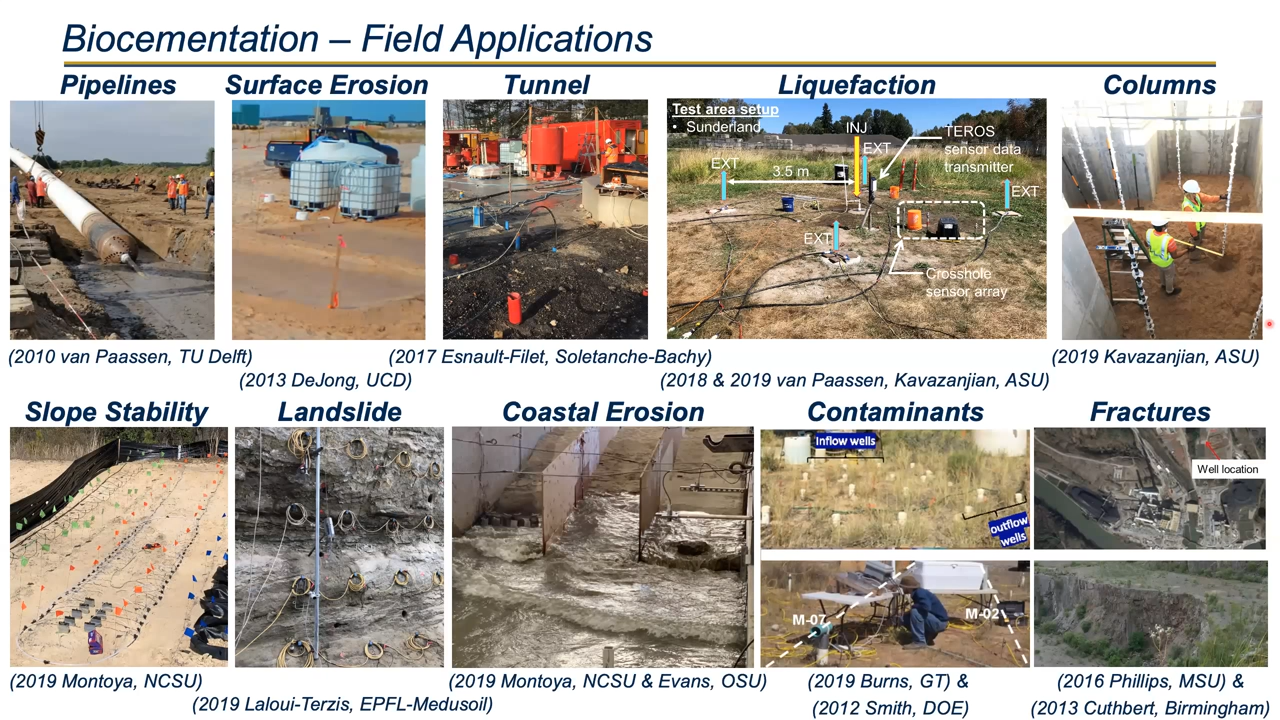 Biocementation – Field Applications
Pipelines
Surface Erosion
Tunnel
Liquefaction
Columns
Test area setup
• Sunderland
INJ
EXT
TEROS
sensor data
transmitter
EXT
3.5 m
EXT
EXT
Crosshole
sensor array
(2010 van Paassen, TU Delft)
(2017 Esnault-Filet, Soletanche-Bachy)
(2019 Kavazanjian, ASU)
(2013 DeJong, UCD)
(2018 & 2019 van Paassen, Kavazanjian, ASU)
Slope Stability
Landslide
Coastal Erosion
Contaminants
Fractures
inflow wells
outflow
wells
Well location
M-07
M-02
(2019 Montoya, NCSU)
(2019 Montoya, NCSU & Evans, OSU)
(2019 Burns, GT) &
(2016 Phillips, MSU) &
(2019 Laloui-Terzis, EPFL-Medusoil)
(2012 Smith, DOE)
(2013 Cuthbert, Birmingham)